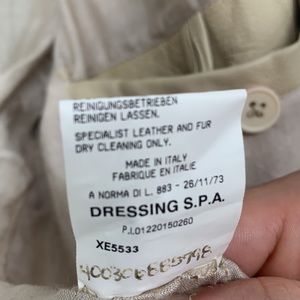 REINIGUNGSBETRIEBEN
REINIGEN LASSEN.
SPECIALIST LEATHER AND FUR
DRY CLEANING ONLY.
MADE IN ITALY
FABRIQUE EN ITALIE
A NORMA DI L. 883 - 26/11/73
DRESSING S.P.A.
P.I.01220150260
XE5533